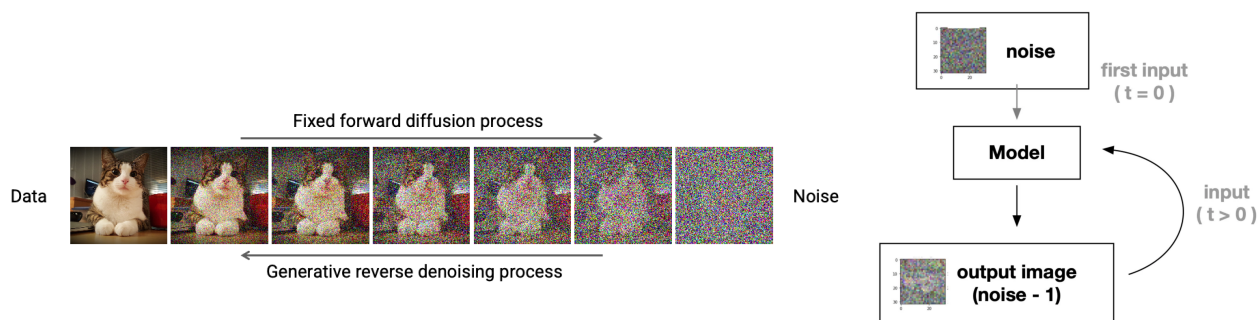 Fixed forward diffusion process
Data
Noise
Generative reverse denoising process
noise
first input
( t = 0 )
Model
input
( t > 0 )
output image
(noise - 1)